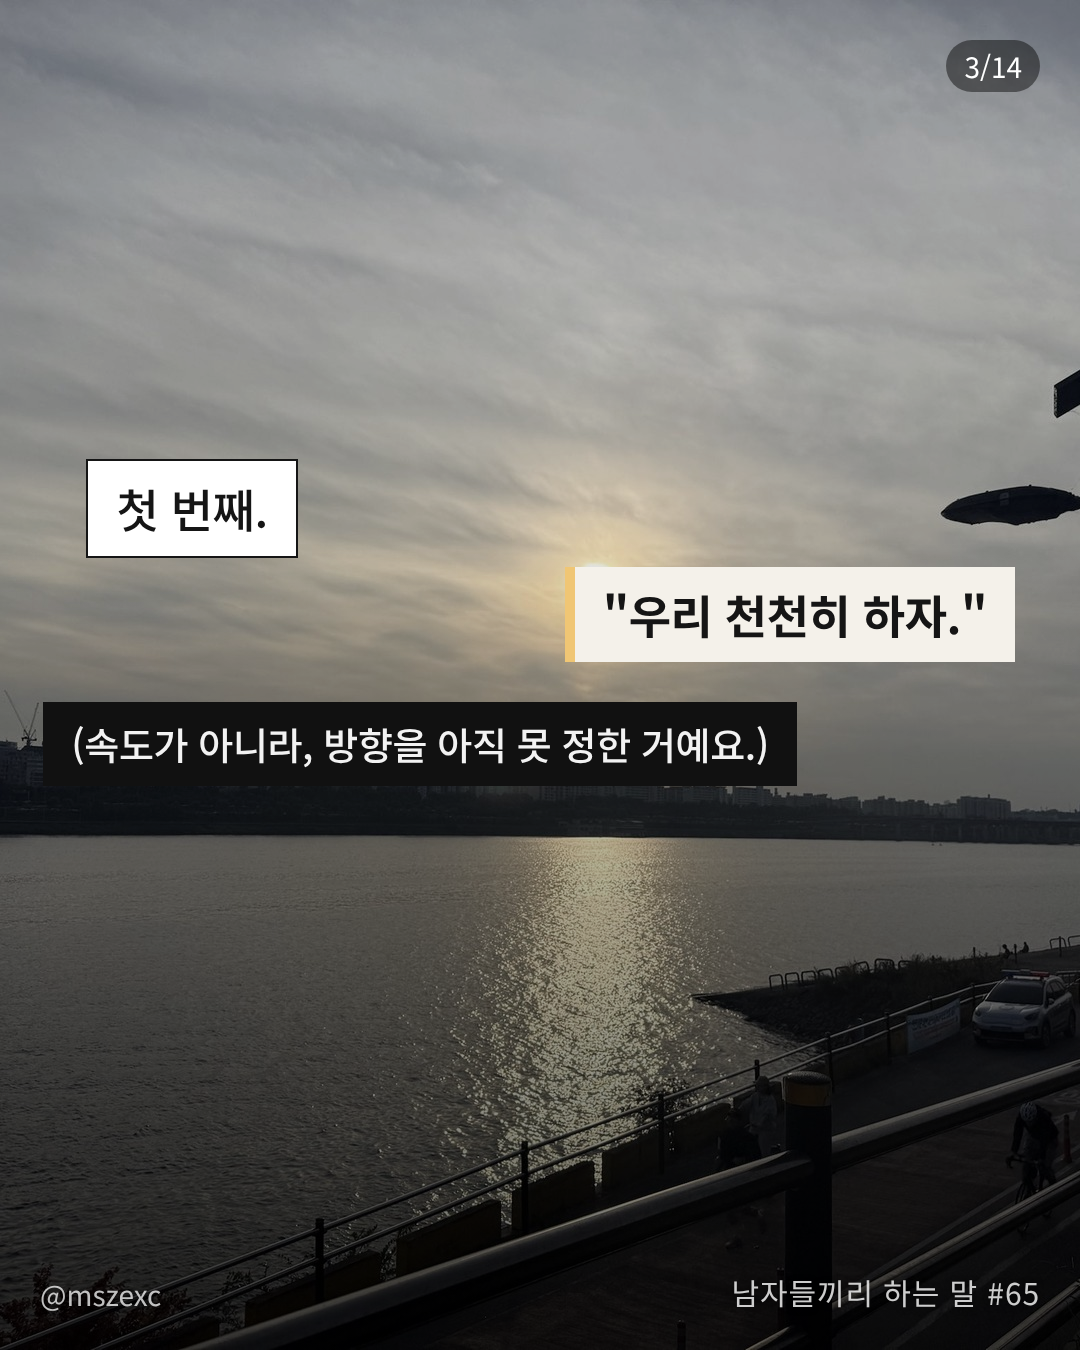 3/14
첫 번째.
"우리 천천히 하자."
(속도가 아니라, 방향을 아직 못 정한 거예요.)
@mszexc
남자들끼리 하는 말 #65